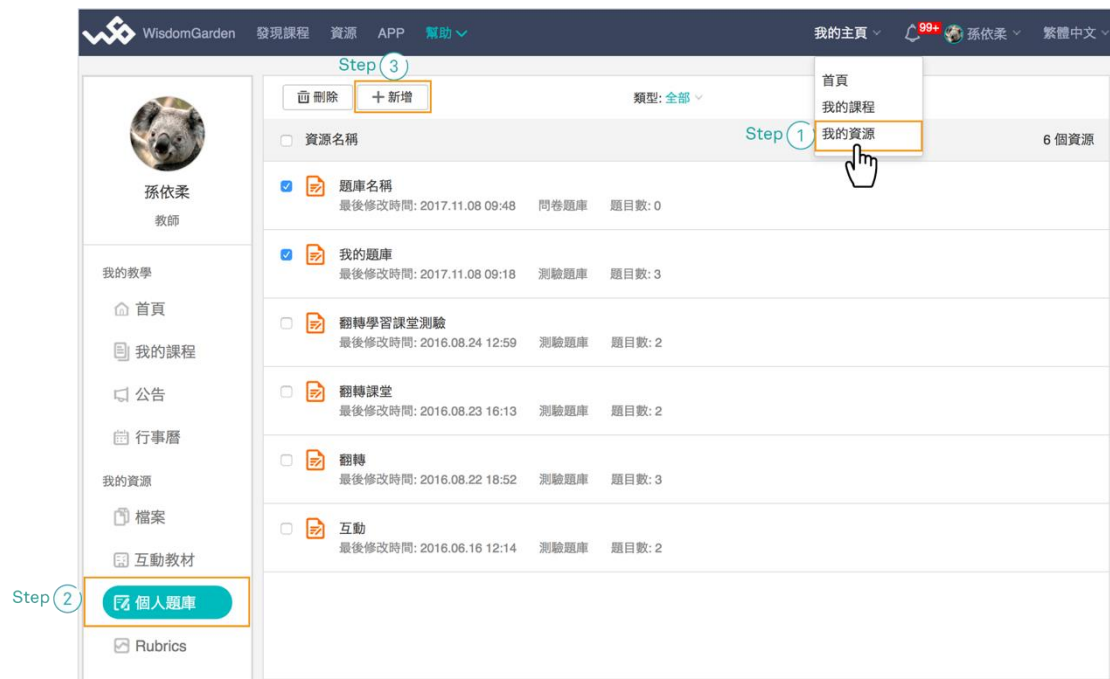 WisdomGarden 發現課程 資源 APP 幫助 我的主頁 99+ 孫依柔 繁體中文
Step 3
首頁
刪除 新增 類型: 全部
我的課程
資源名稱 Step 1 我的資源 6 個資源
孫依柔
教師
題庫名稱
最後修改時間: 2017.11.08 09:48 問卷題庫 題目數: 0
我的題庫
最後修改時間: 2017.11.08 09:18 測驗題庫 題目數: 3
翻轉學習課堂測驗
最後修改時間: 2016.08.24 12:59 測驗題庫 題目數: 2
翻轉課堂
最後修改時間: 2016.08.23 16:13 測驗題庫 題目數: 2
翻轉
最後修改時間: 2016.08.22 18:52 測驗題庫 題目數: 3
互動
最後修改時間: 2016.06.16 12:14 測驗題庫 題目數: 2
我的教學
首頁
我的課程
公告
行事曆
我的資源
檔案
互動教材
Step 2 個人題庫
Rubrics